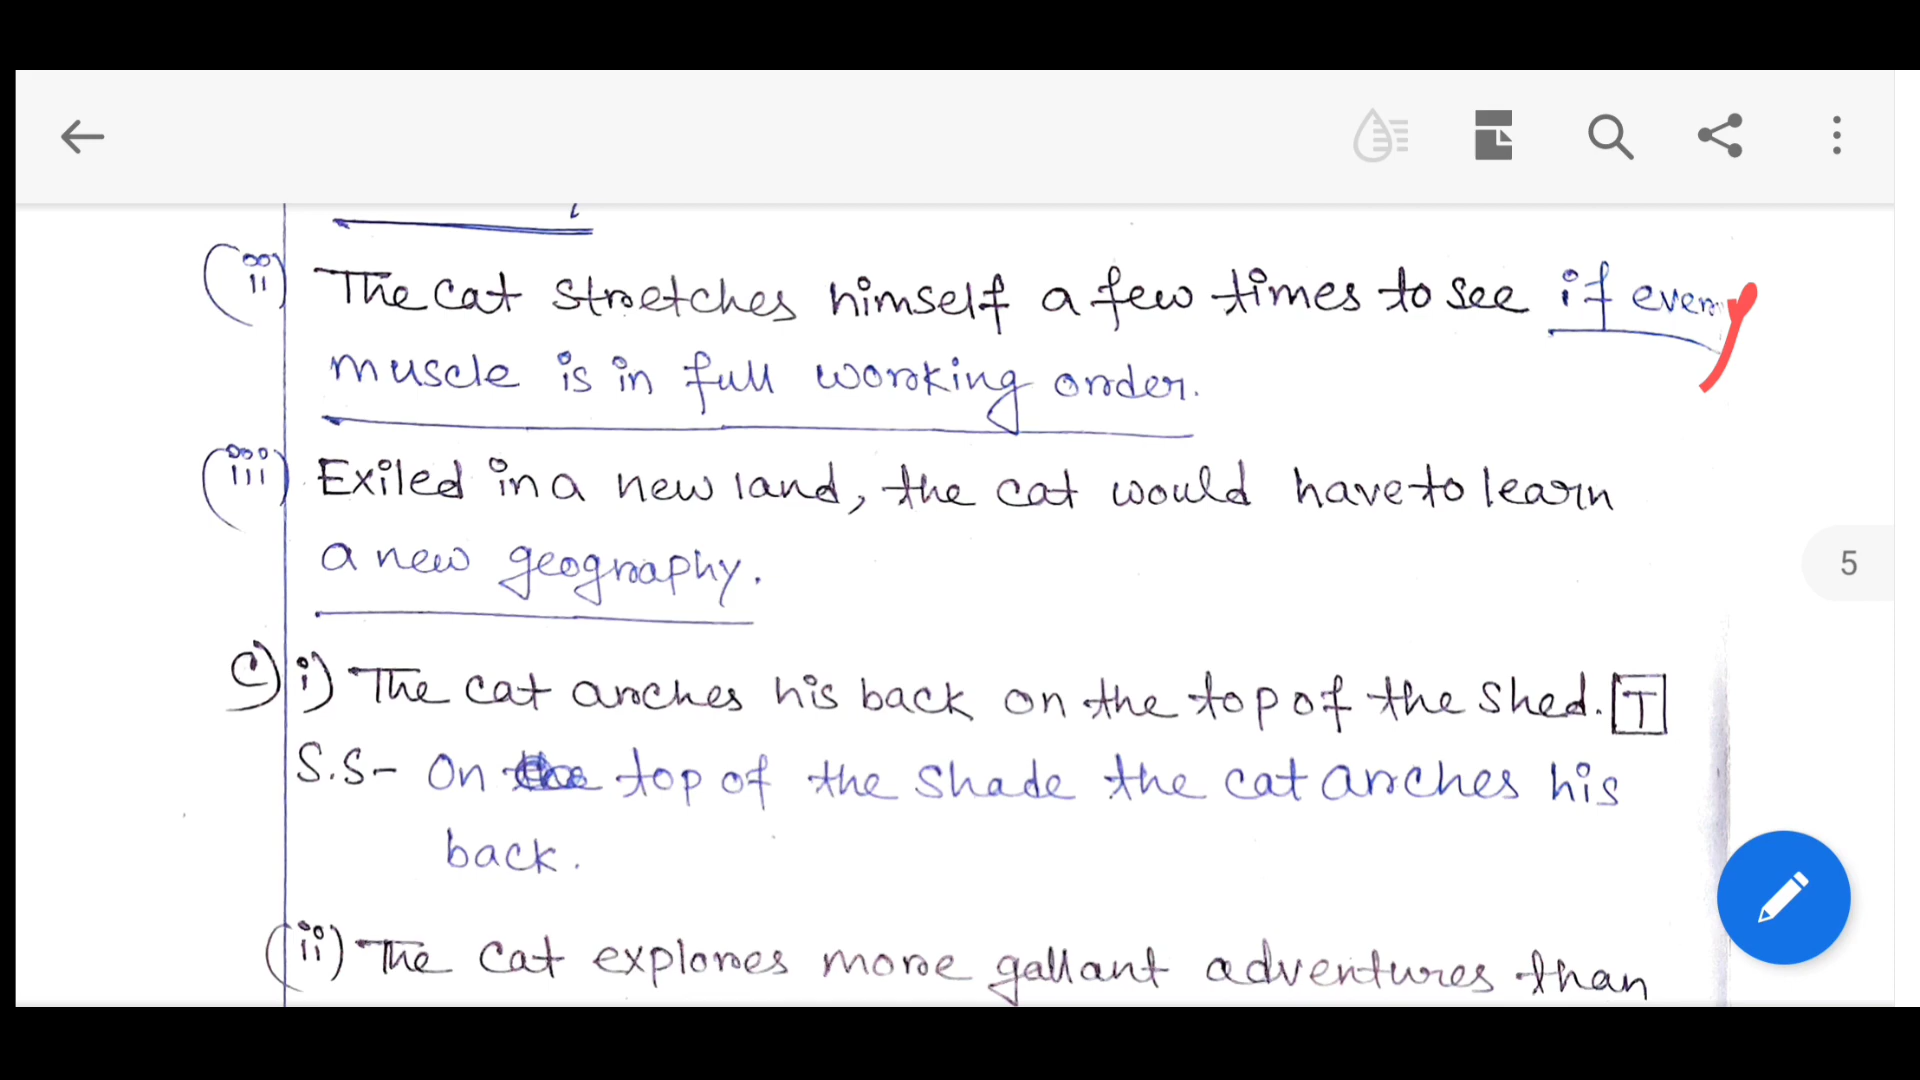 (ii) The cat stretches himself a few times to see if every
muscle is in full working order.
(iii) Exiled in a new land, the cat would have to learn
a new geography.
5
C) i) The cat arches his back on the top of the shed. T
S.S- On the top of the shade the cat arches his
back.
(ii) The cat explores more gallant adventures than